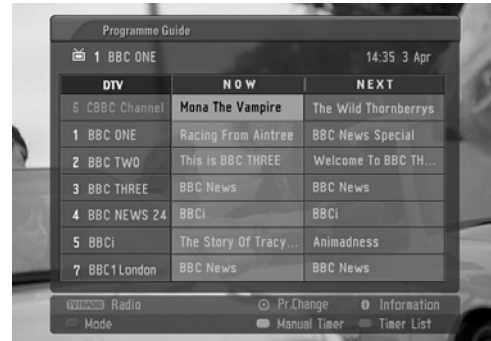 Programme Guide
1 BBC ONE 14:35 3 Apr
DTV NOW NEXT
6 CBBC Channel Mona The Vampire The Wild Thornberrys
1 BBC ONE Racing From Aintree BBC News Special
2 BBC TWO This is BBC THREE Welcome To BBC TH...
3 BBC THREE BBC News BBC News
4 BBC NEWS 24 BBCi BBCi
5 BBCi The Story Of Tracy... Animadness
7 BBC1 London BBC News BBC News
TV/RADIO Radio Pr.Change i Information
Mode Manual Timer Timer List